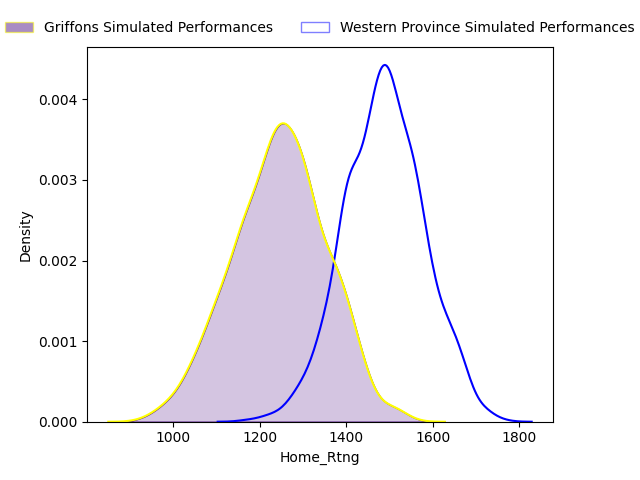 Griffons Simulated Performances
Western Province Simulated Performances
0.004
0.003
0.002
0.001
0.000
Density
1000 1200 1400 1600 1800
Home_Rtng